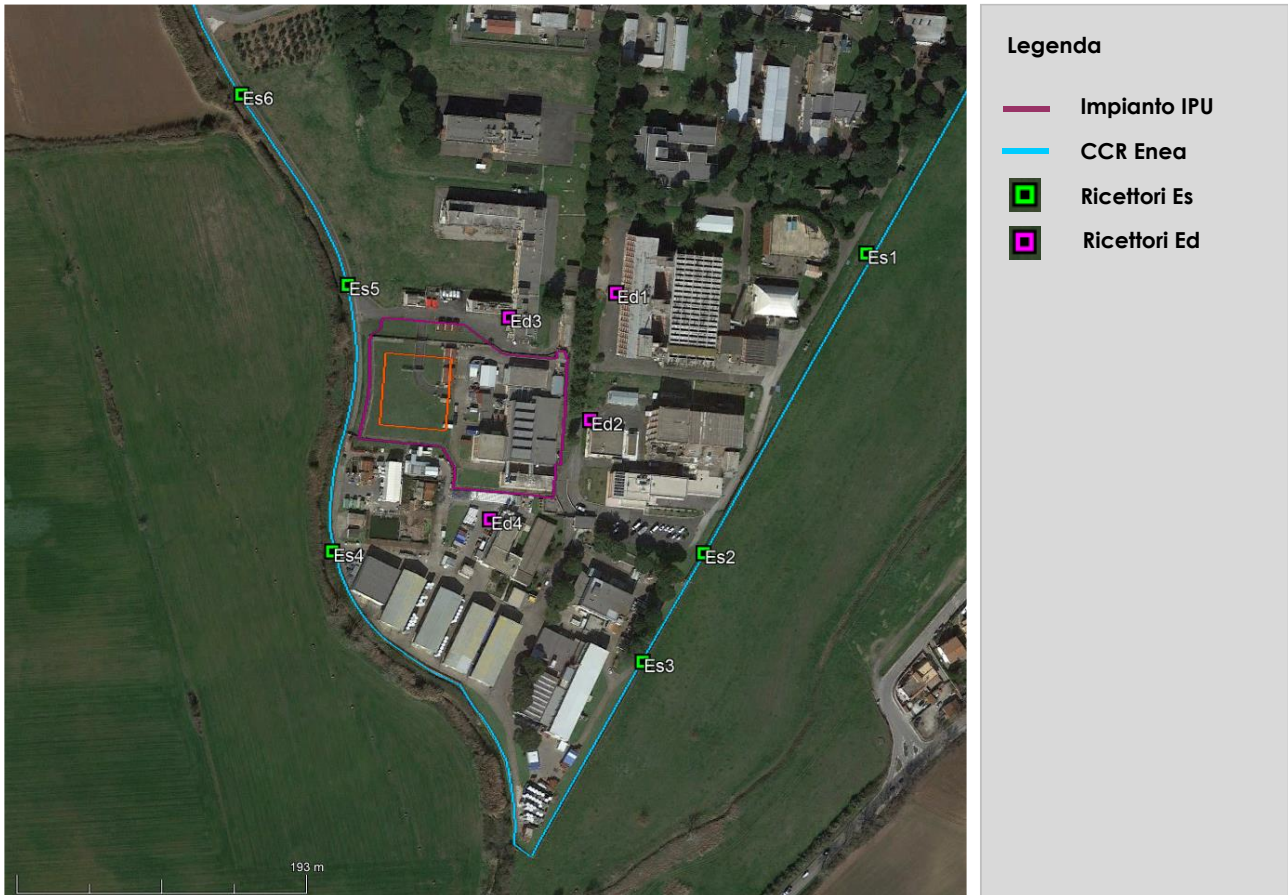 Es6
Es1
Es5
Ed1
Ed3
Ed2
Ed4
Es4
Es2
Es3
193 m
Legenda
Impianto IPU
CCR Enea
Ricettori Es
Ricettori Ed